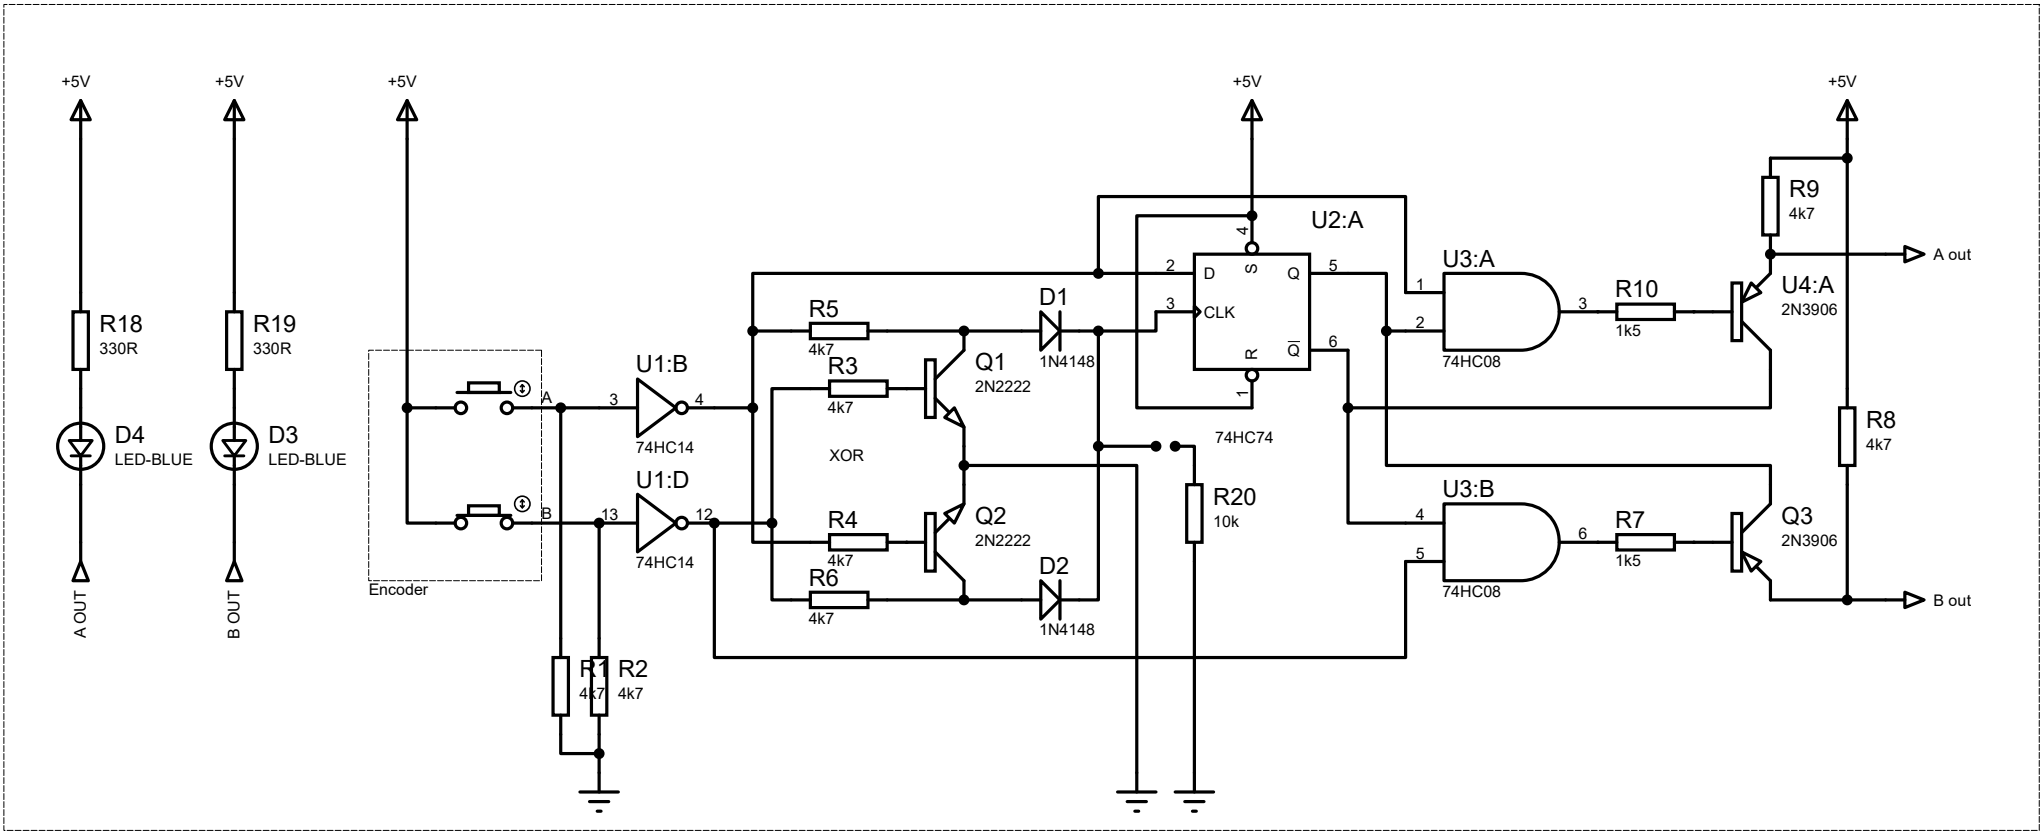 +5V
+5V
+5V
+5V
+5V
R18
330R
D4
LED-BLUE
A OUT
R19
330R
D3
LED-BLUE
B OUT
A
B
Encoder
R1
4k7
R2
4k7
U1:B
3
4
74HC14
U1:D
13
12
74HC14
R5
4k7
R3
4k7
XOR
R4
4k7
R6
4k7
Q1
2N2222
Q2
2N2222
D1
1N4148
D2
1N4148
U2:A
2
D
3
CLK
4
S
Q
5
Q
6
R
1
74HC74
R20
10k
U3:A
1
2
3
74HC08
U3:B
4
5
6
74HC08
R10
1k5
R7
1k5
R9
4k7
U4:A
2N3906
R8
4k7
Q3
2N3906
A out
B out